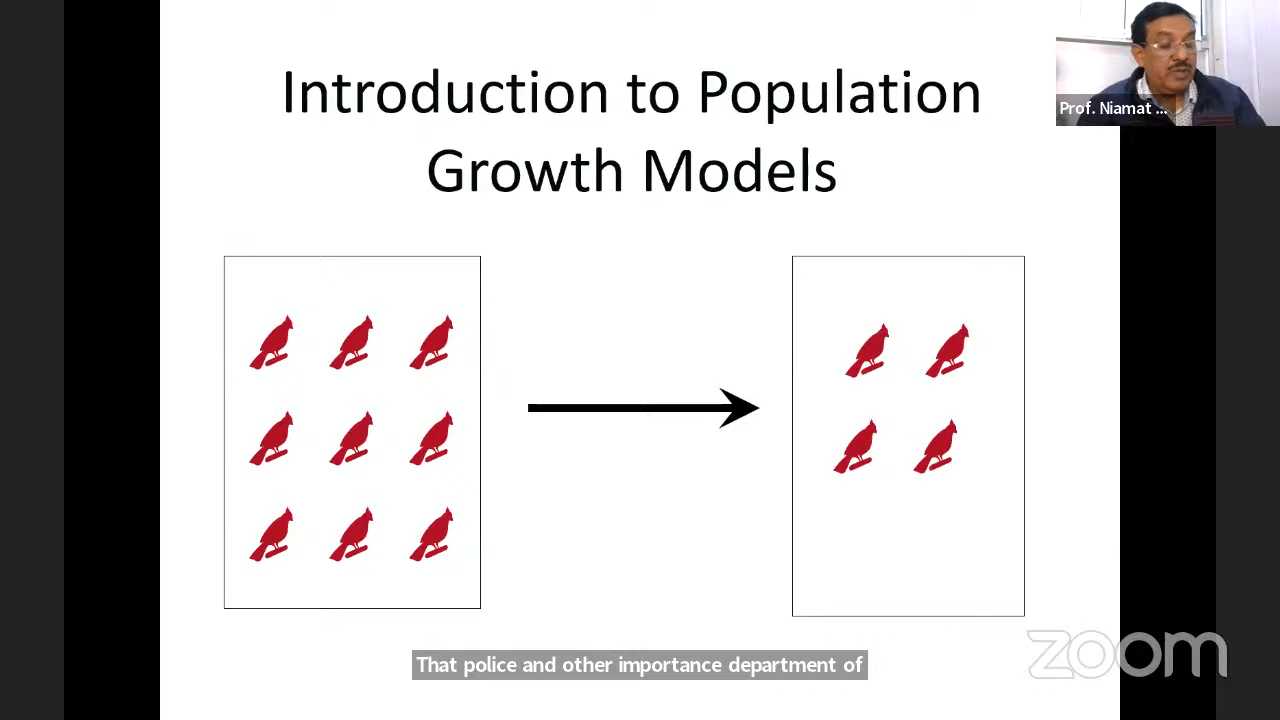 Introduction to Population
Growth Models
Prof. Niamat ...
That police and other importance department of
zoom